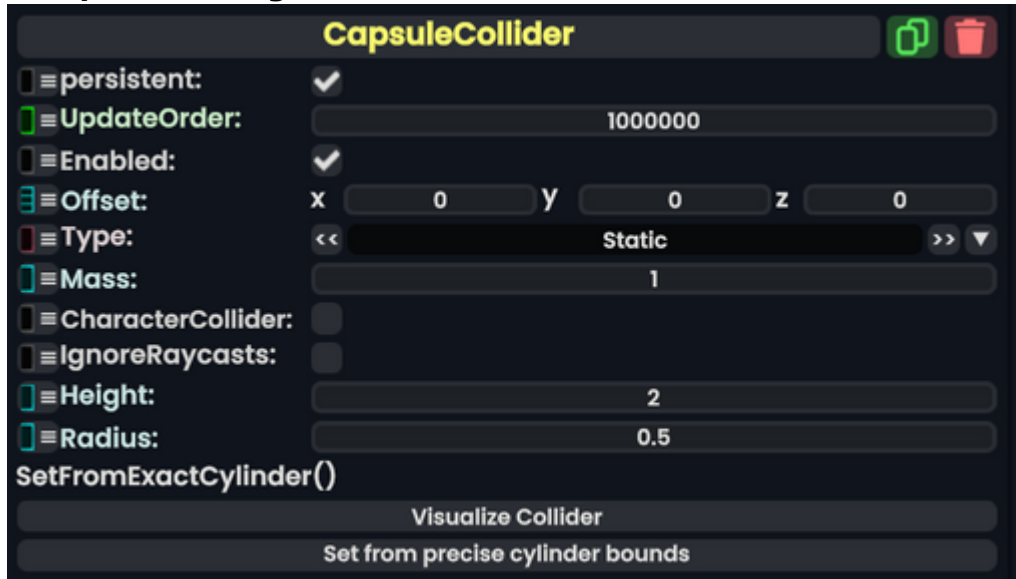 CapsuleCollider
persistent:
UpdateOrder: 1000000
Enabled:
Offset: x 0 y 0 z 0
Type: << Static >>
Mass: 1
CharacterCollider:
IgnoreRaycasts:
Height: 2
Radius: 0.5
SetFromExactCylinder()
Visualize Collider
Set from precise cylinder bounds